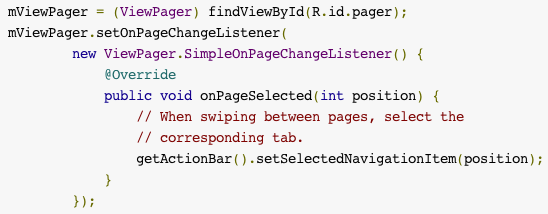 mViewPager = (ViewPager) findViewById(R.id.pager);
mViewPager.setOnPageChangeListener(
        new ViewPager.SimpleOnPageChangeListener() {
            @Override
            public void onPageSelected(int position) {
                // When swiping between pages, select the
                // corresponding tab.
                getActionBar().setSelectedNavigationItem(position);
            }
        });